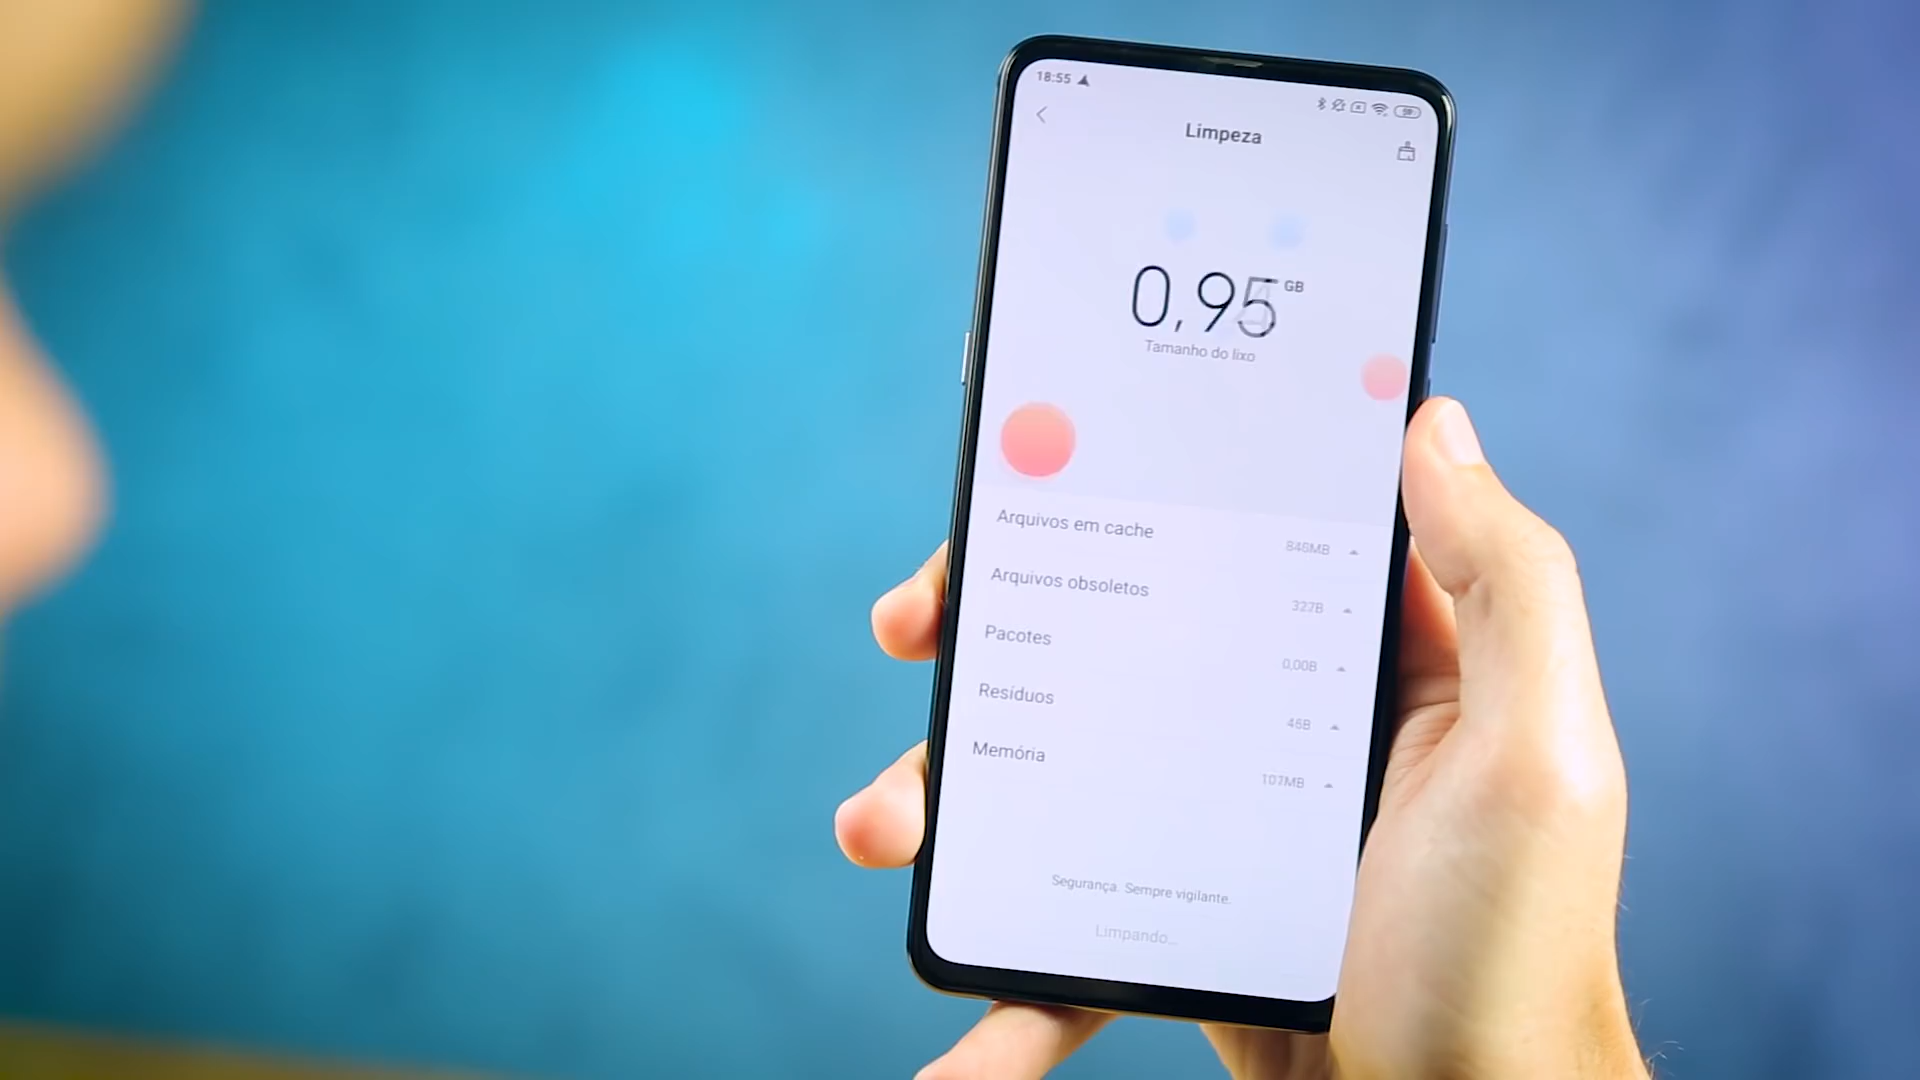 18:55
Limpeza
0,95 GB
Tamanho do lixo
Arquivos em cache
846MB
Arquivos obsoletos
327B
Pacotes
0,00B
Resíduos
46B
Memória
107MB
Segurança. Sempre vigilante.
Limpando...